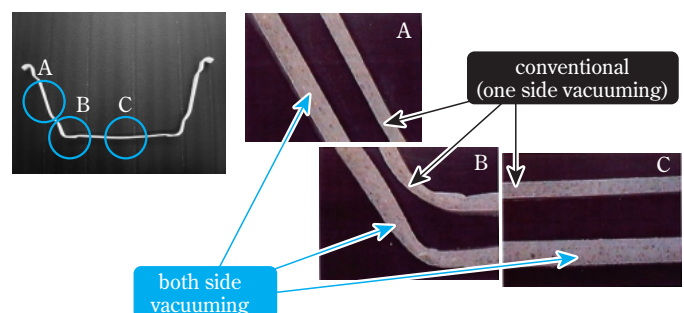 A
B
C
A
conventional
(one side vacuuming)
B
C
both side
vacuuming